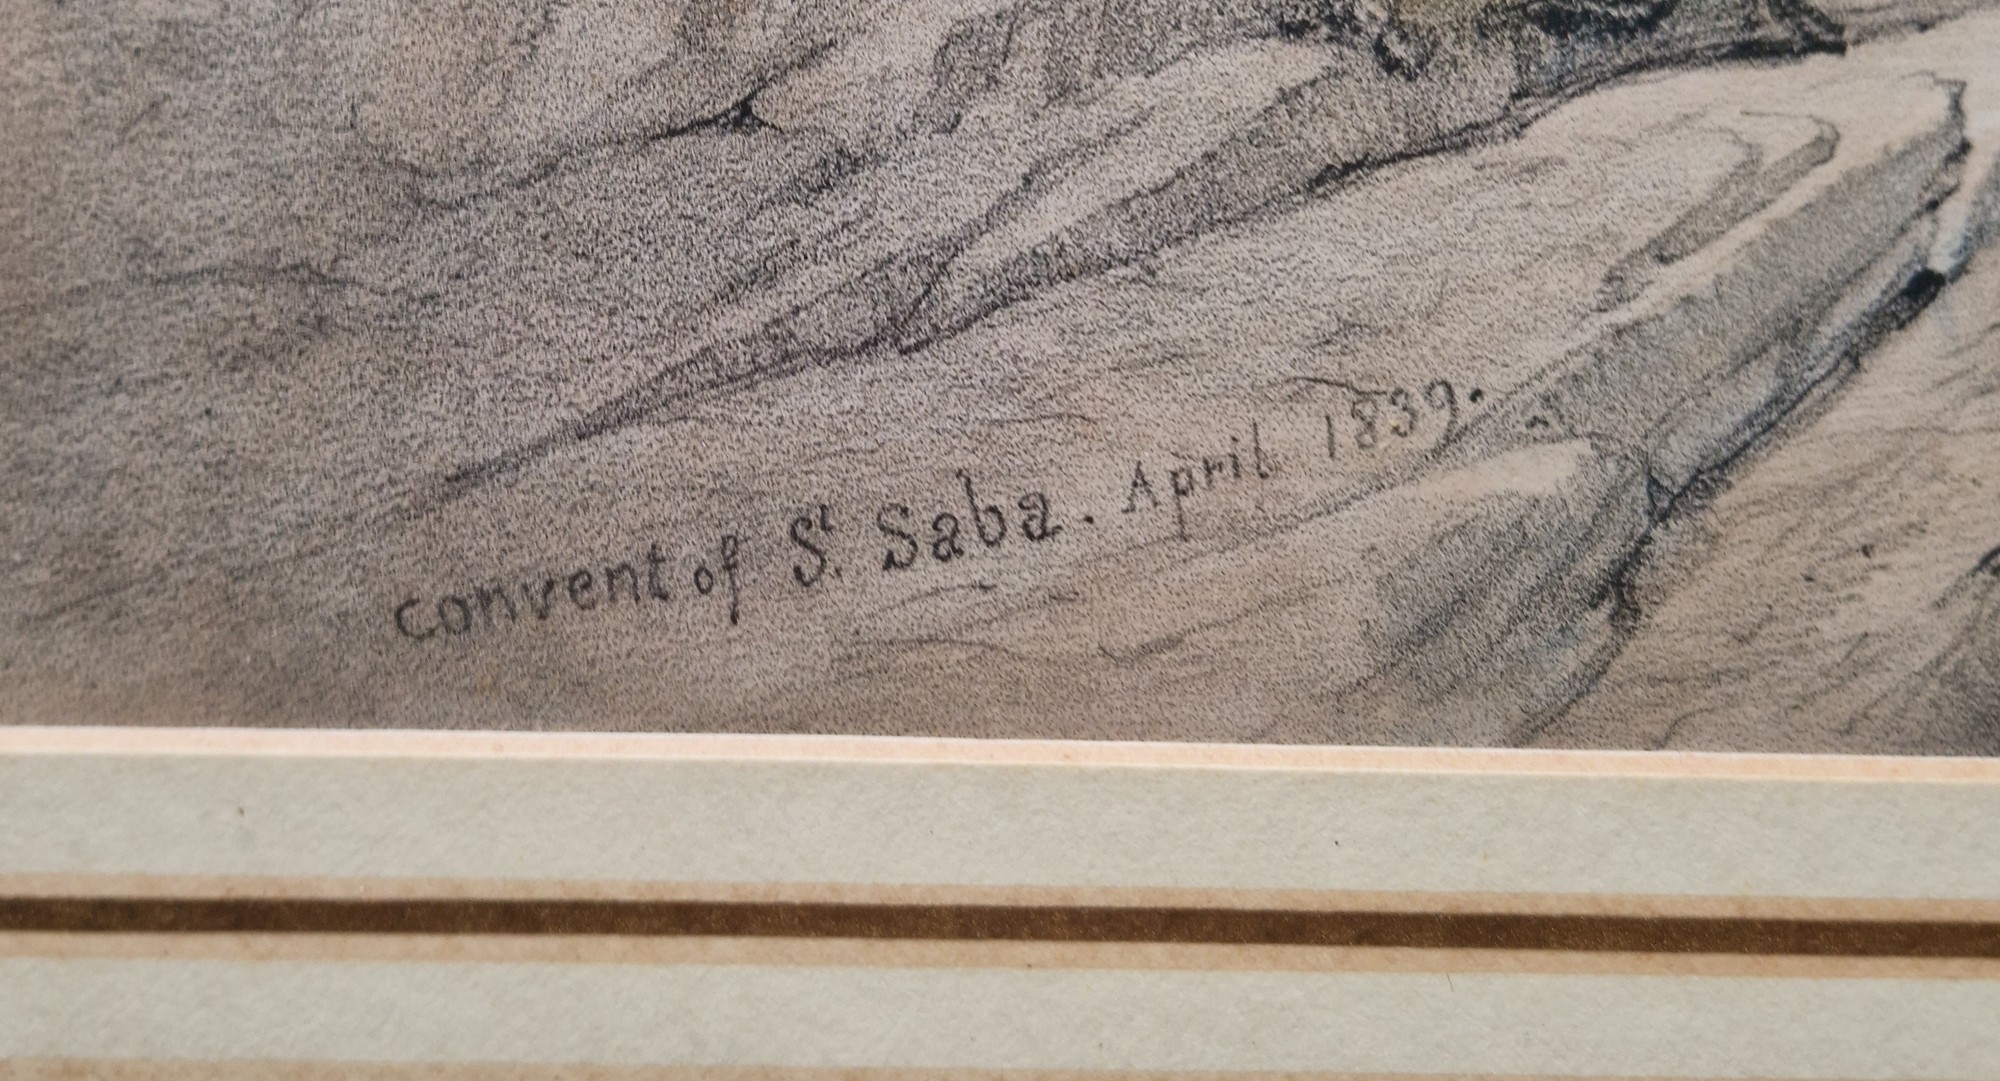 convent of St. Saba. April 1839.